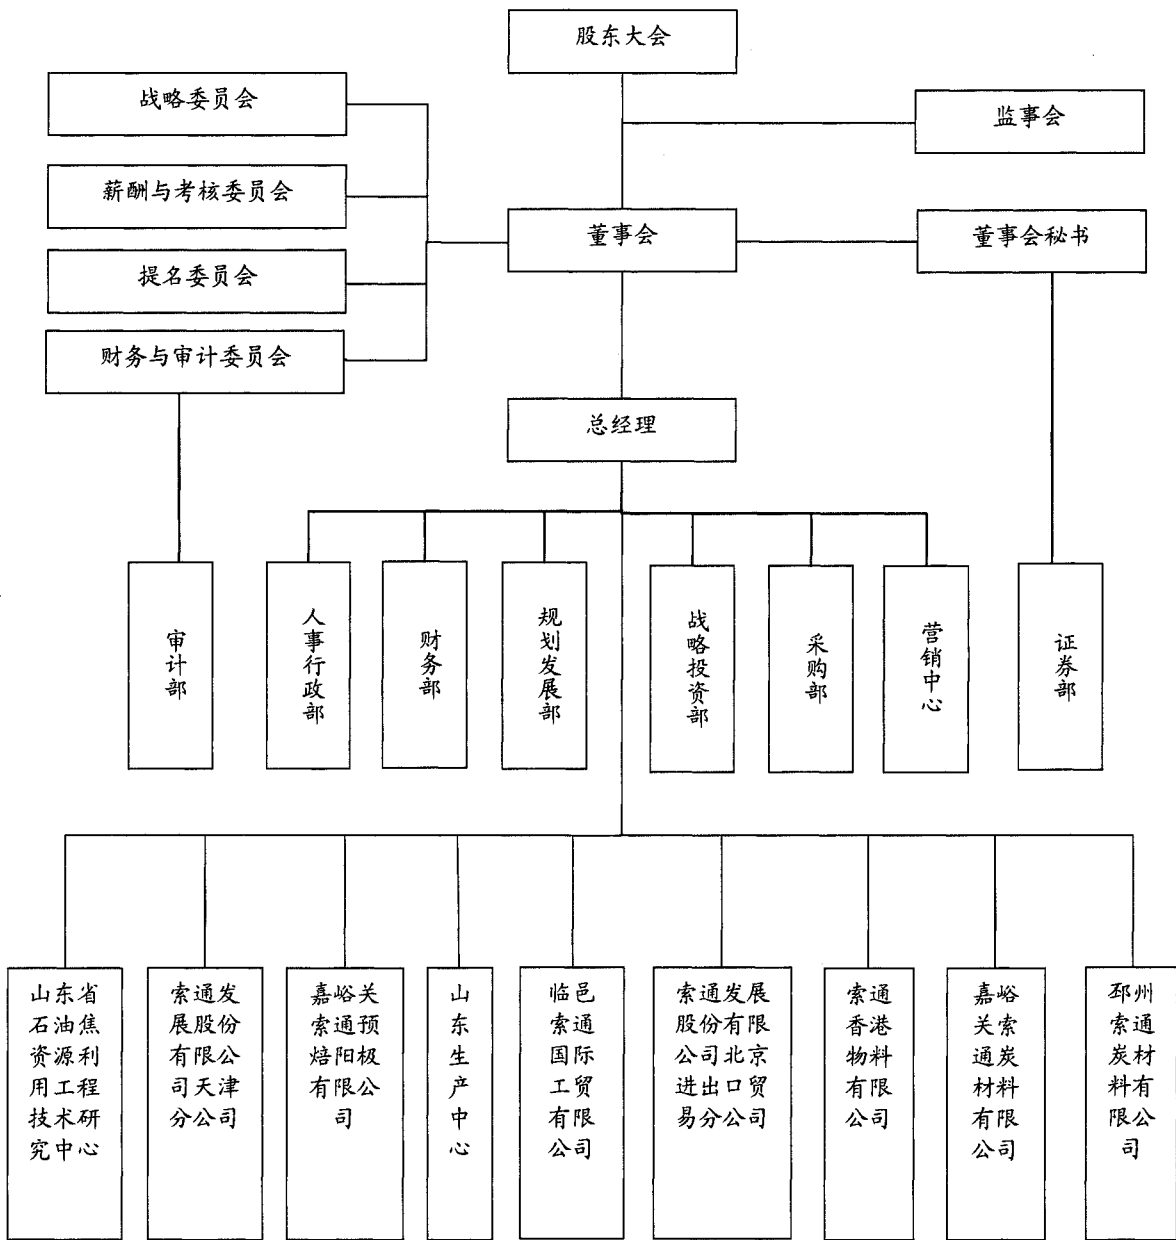 股东大会
战略委员会
监事会
薪酬与考核委员会
董事会
董事会秘书
提名委员会
财务与审计委员会
总经理
审计部
人事行政部
财务部
规划发展部
战略投资部
采购部
营销中心
证券部
山东省
石油焦
资源利
用工程
技术研
究中心
索通发
展股份
有限公
司天津
分公司
嘉峪关
索通预
焙阳极
有限公
司
山东生产中心
临邑
索通
国际
工贸
有限
公司
索通发展
股份有限
公司北京
进出口贸
易分公司
索通
香港
物料
有限
公司
嘉峪
关索
通炭
材料
有限
公司
邳州
索通
炭材
料有
限公
司